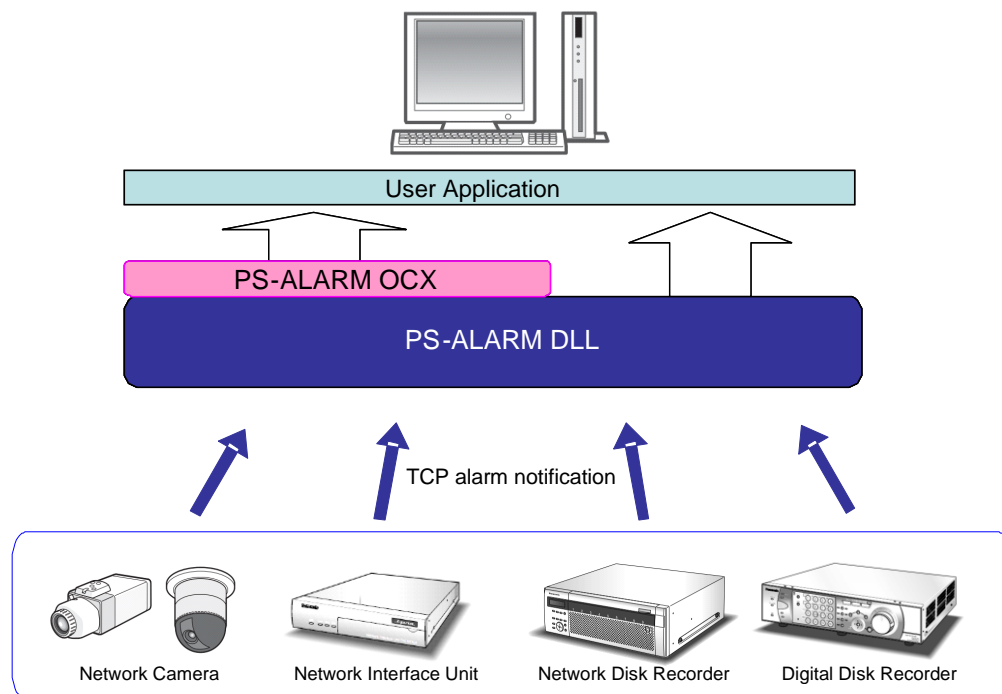 User Application
PS-ALARM OCX
PS-ALARM DLL
TCP alarm notification
Network Camera
Network Interface Unit
Network Disk Recorder
Digital Disk Recorder